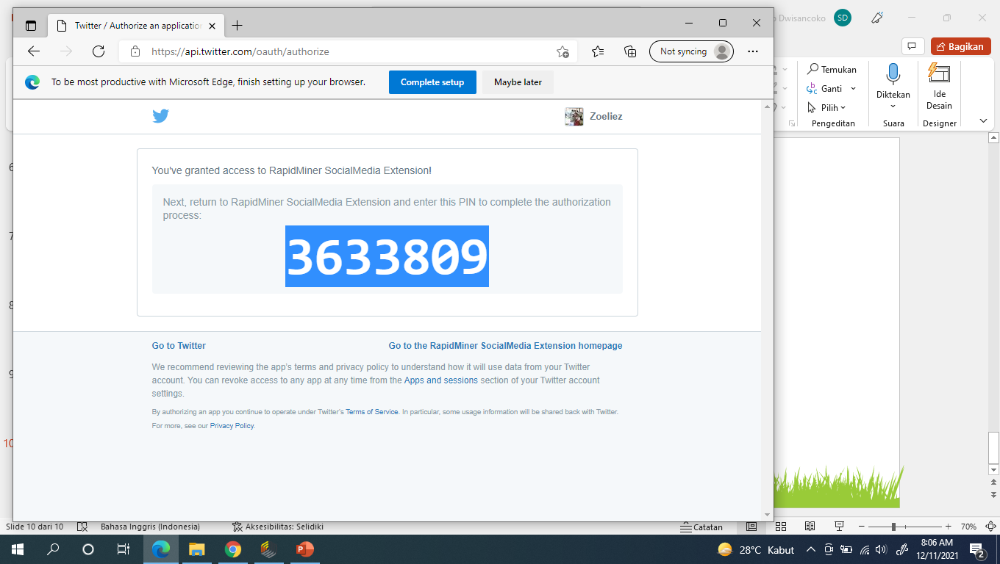 Twitter / Authorize an application
https://api.twitter.com/oauth/authorize
Not syncing
To be most productive with Microsoft Edge, finish setting up your browser.
Complete setup
Maybe later
Zoeliez
You've granted access to RapidMiner SocialMedia Extension!
Next, return to RapidMiner SocialMedia Extension and enter this PIN to complete the authorization
process:
3633809
Go to Twitter
Go to the RapidMiner SocialMedia Extension homepage
We recommend reviewing the app's terms and privacy policy to understand how it will use data from your Twitter
account. You can revoke access to any app at any time from the Apps and sessions section of your Twitter account
settings.
By authorizing an app you continue to operate under Twitter's Terms of Service. In particular, some usage information will be shared back with Twitter.
For more, see our Privacy Policy.
Dwisancoko
SD
Bagikan
Temukan
Ganti
Pilih
Pengeditan
Diktekan
Suara
Ide
Desain
Designer
6
7
8
9
10
Slide 10 dari 10
Bahasa Inggris (Indonesia)
Aksesibilitas: Selidiki
Catatan
70%
28°C Kabut
8:06 AM
12/11/2021
2